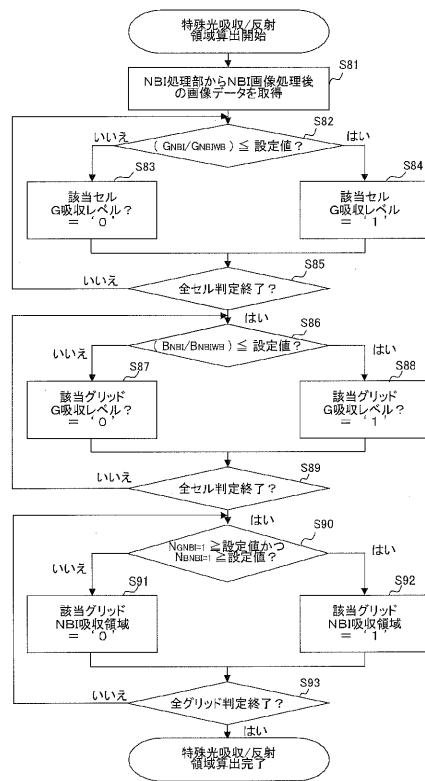 特殊光吸収/反射
領域算出開始
S81
NBI処理部からNBI画像処理後
の画像データを取得
S82
いいえ
はい
( GNBI/GNBIWB ) ≦ 設定値?
S83
S84
該当セル
G吸収レベル?
= ‘0’
該当セル
G吸収レベル
= ‘1’
S85
いいえ
全セル判定終了?
はい
S86
いいえ
(BNBI/BNBIWB) ≦ 設定値?
はい
S87
S88
該当グリッド
G吸収レベル?
= ‘0’
該当グリッド
G吸収レベル?
= ‘1’
S89
いいえ
全セル判定終了?
はい
S90
NGNBI=1 ≧設定値かつ
NBNBI=1 ≧設定値?
いいえ
はい
S91
S92
該当グリッド
NBI吸収領域
= ‘0’
該当グリッド
NBI吸収領域
= ‘1’
S93
いいえ
全グリッド判定終了?
はい
特殊光吸収/反射
領域算出完了